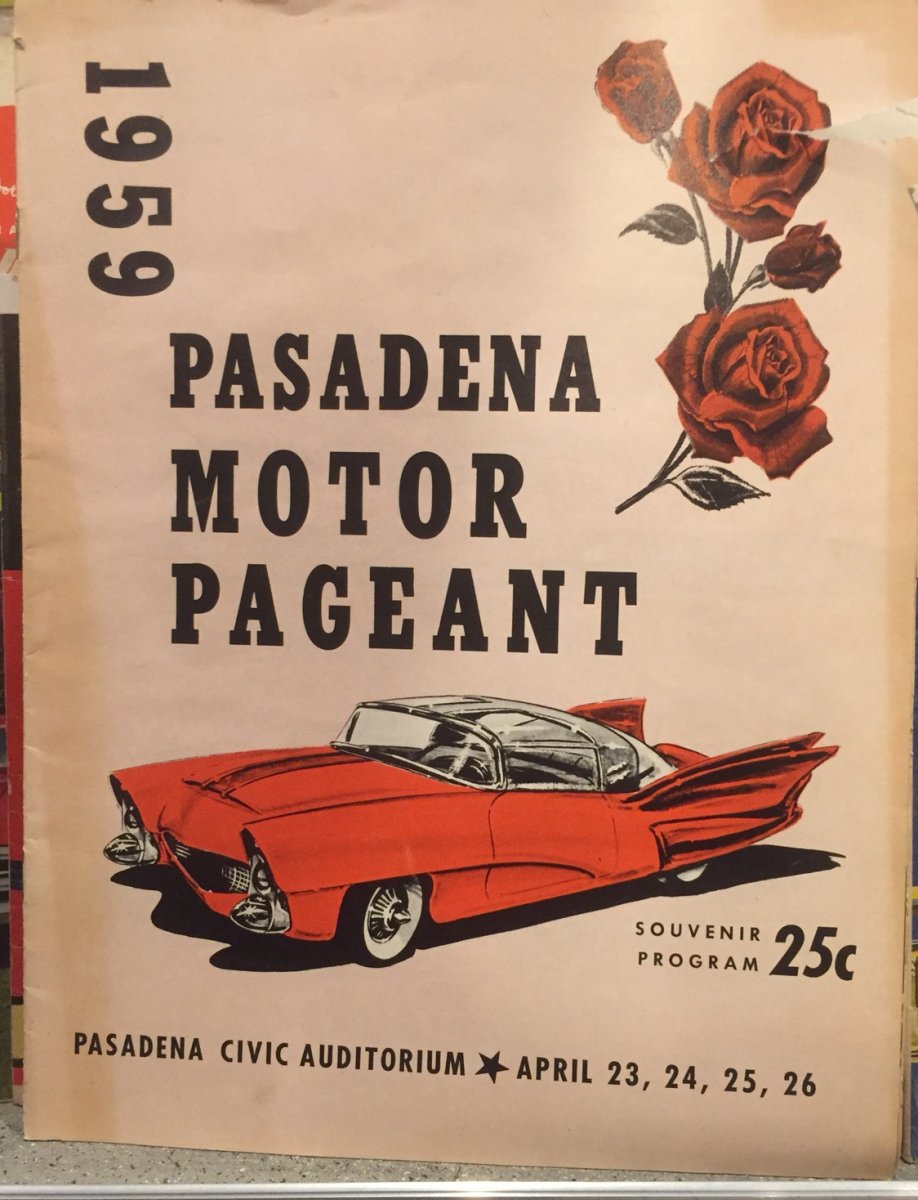 1959
PASADENA
MOTOR
PAGEANT
SOUVENIR
PROGRAM 25c
PASADENA CIVIC AUDITORIUM ★ APRIL 23, 24, 25, 26